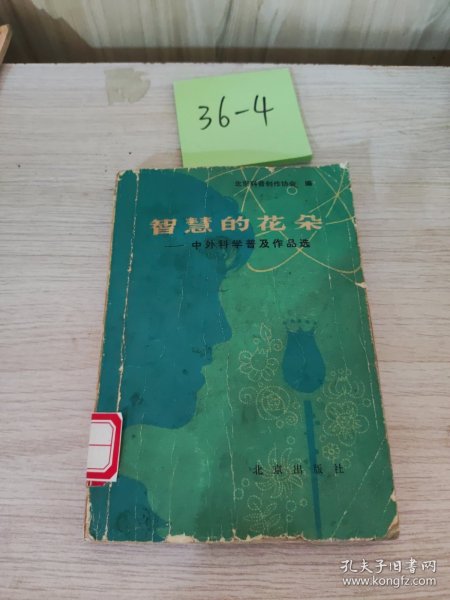 36-4
北京科普创作协会 编
智慧的花朵
——中外科学普及作品选
北京出版社
孔夫子旧书网
www.kongfz.com